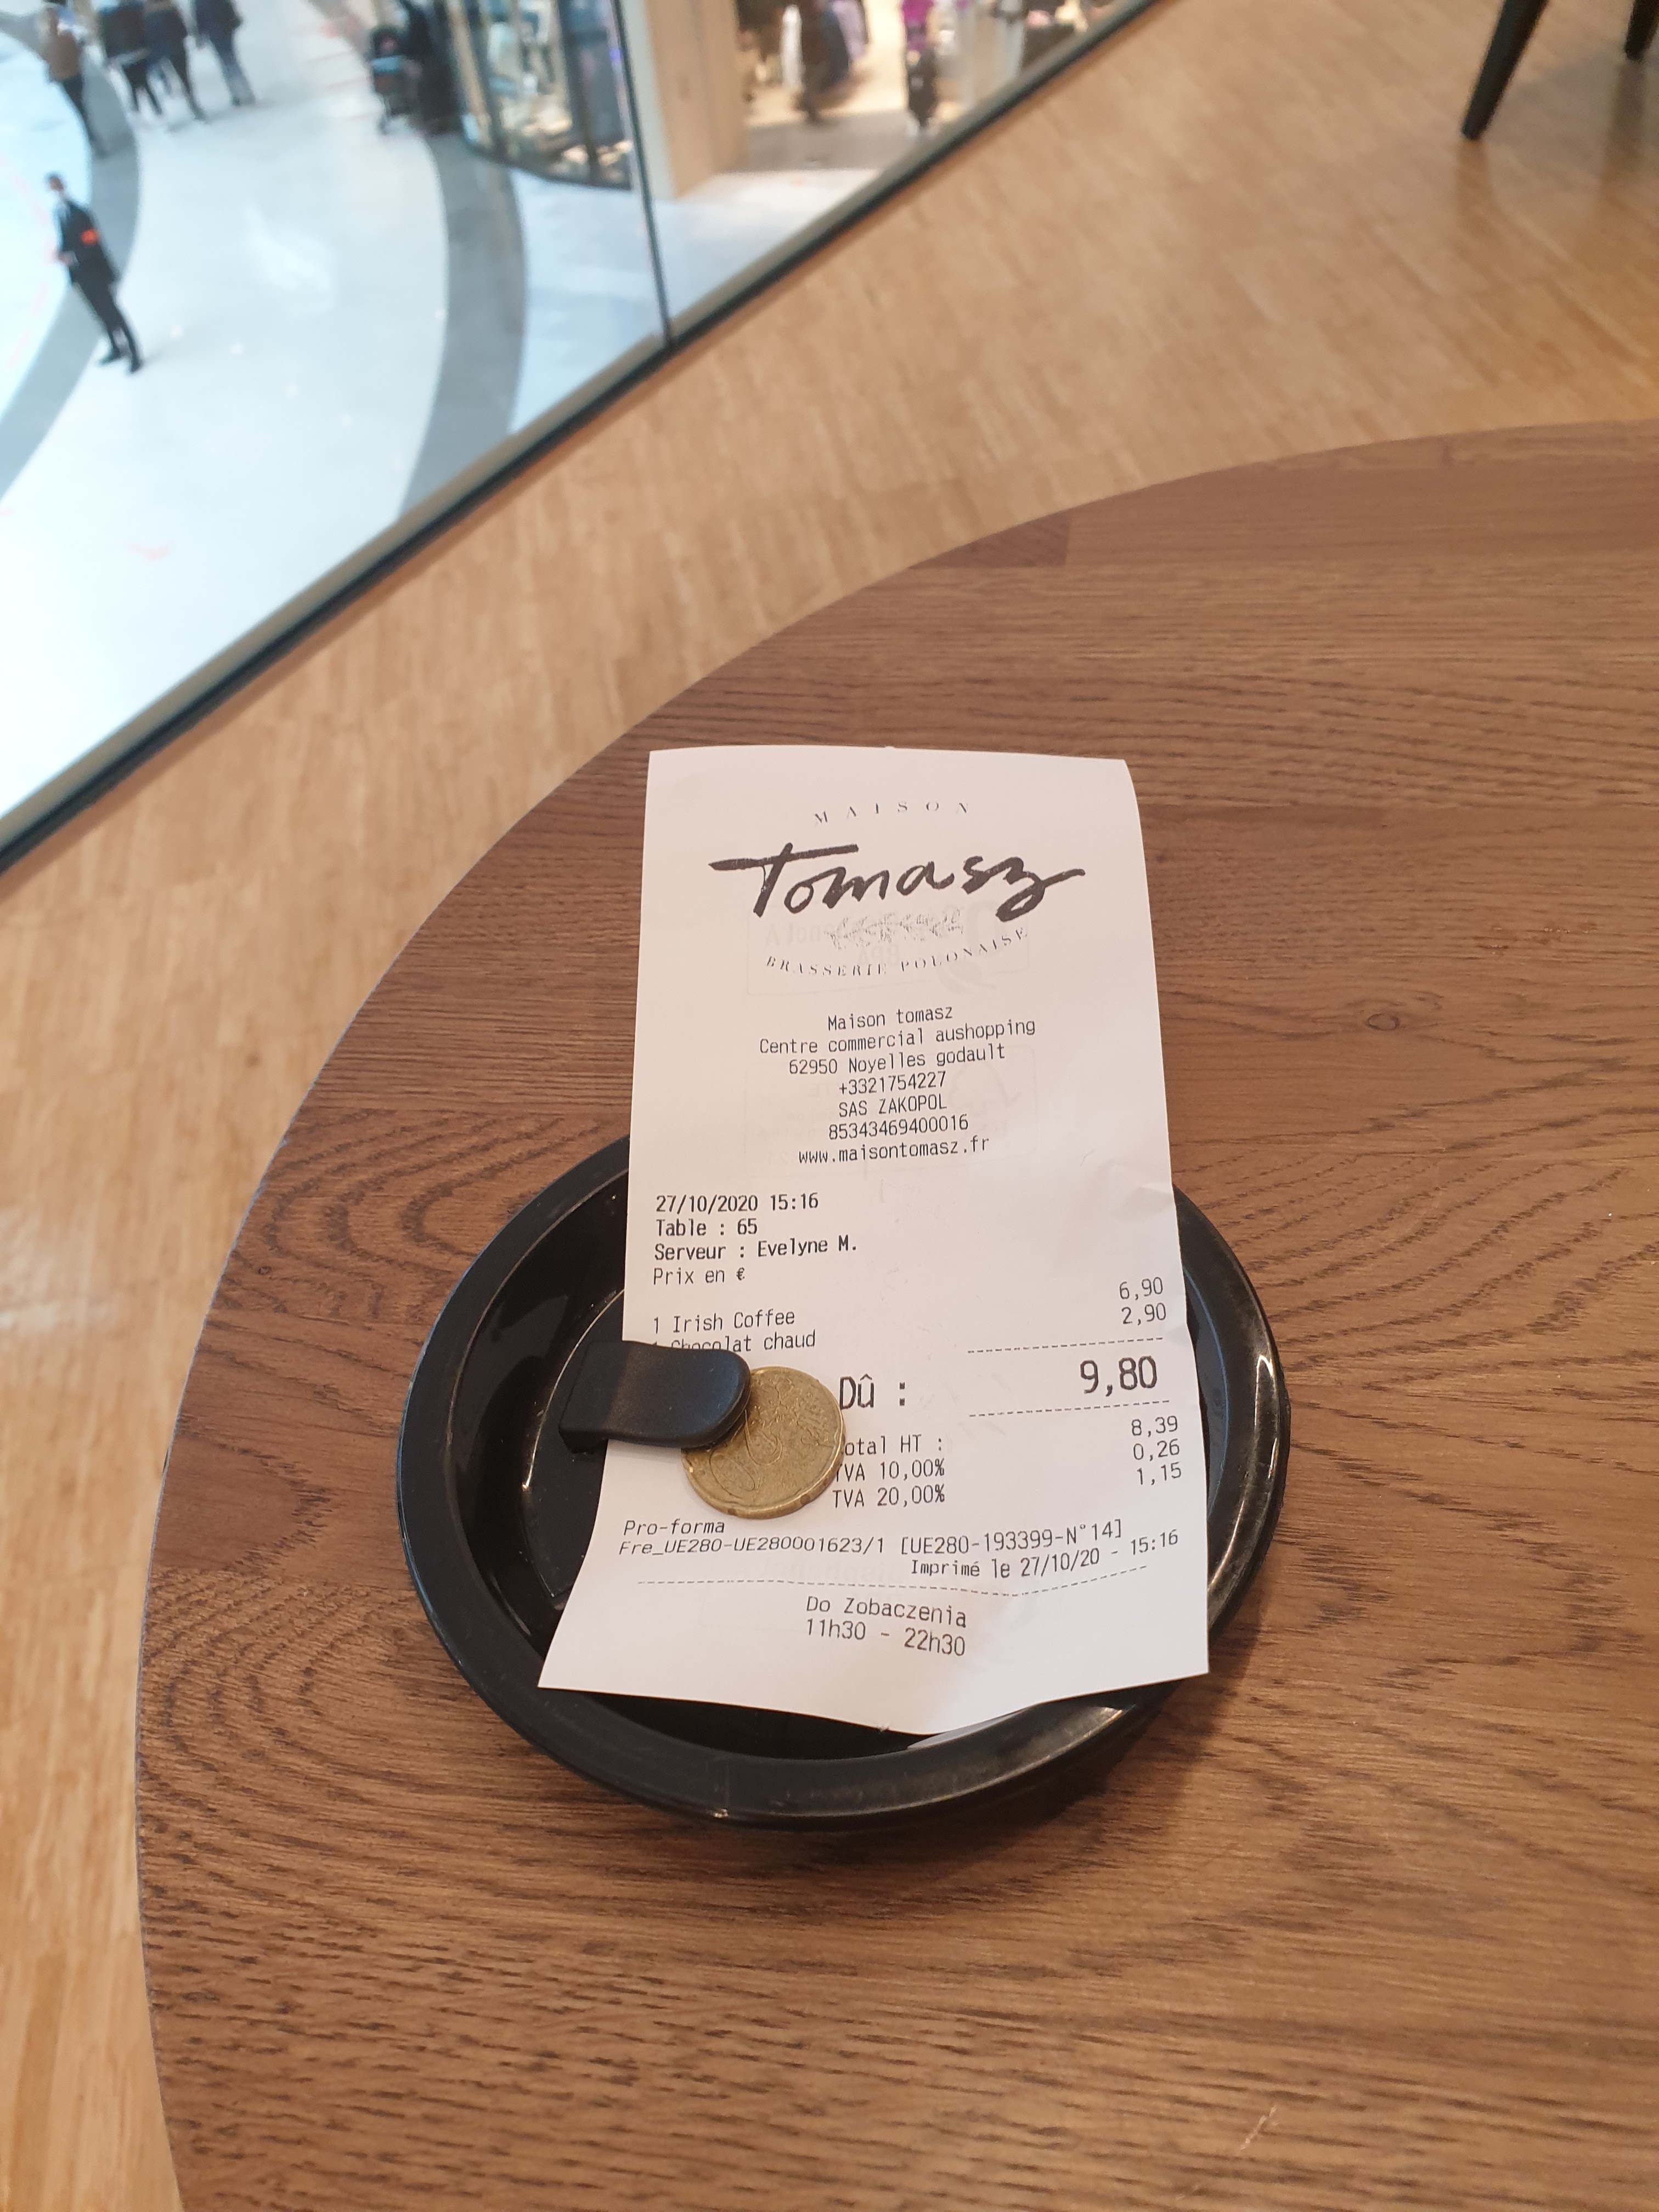 MAISON
Tomasz
BRASSERIE POLONAISE
Maison tomasz
Centre commercial aushopping
62950 Noyelles godault
+3321754227
SAS ZAKOPOL
85343469400016
www.maisontomasz.fr
27/10/2020 15:16
Table : 65
Serveur : Evelyne M.
Prix en €
1 Irish Coffee 6,90
1 Chocolat chaud 2,90
Dû : 9,80
otal HT : 8,39
TVA 10,00% 0,26
TVA 20,00% 1,15
Pro-forma
Fre_UE280-UE280001623/1 [UE280-193399-N°14]
Imprimé le 27/10/20 - 15:16
Do Zobaczenia
11h30 - 22h30